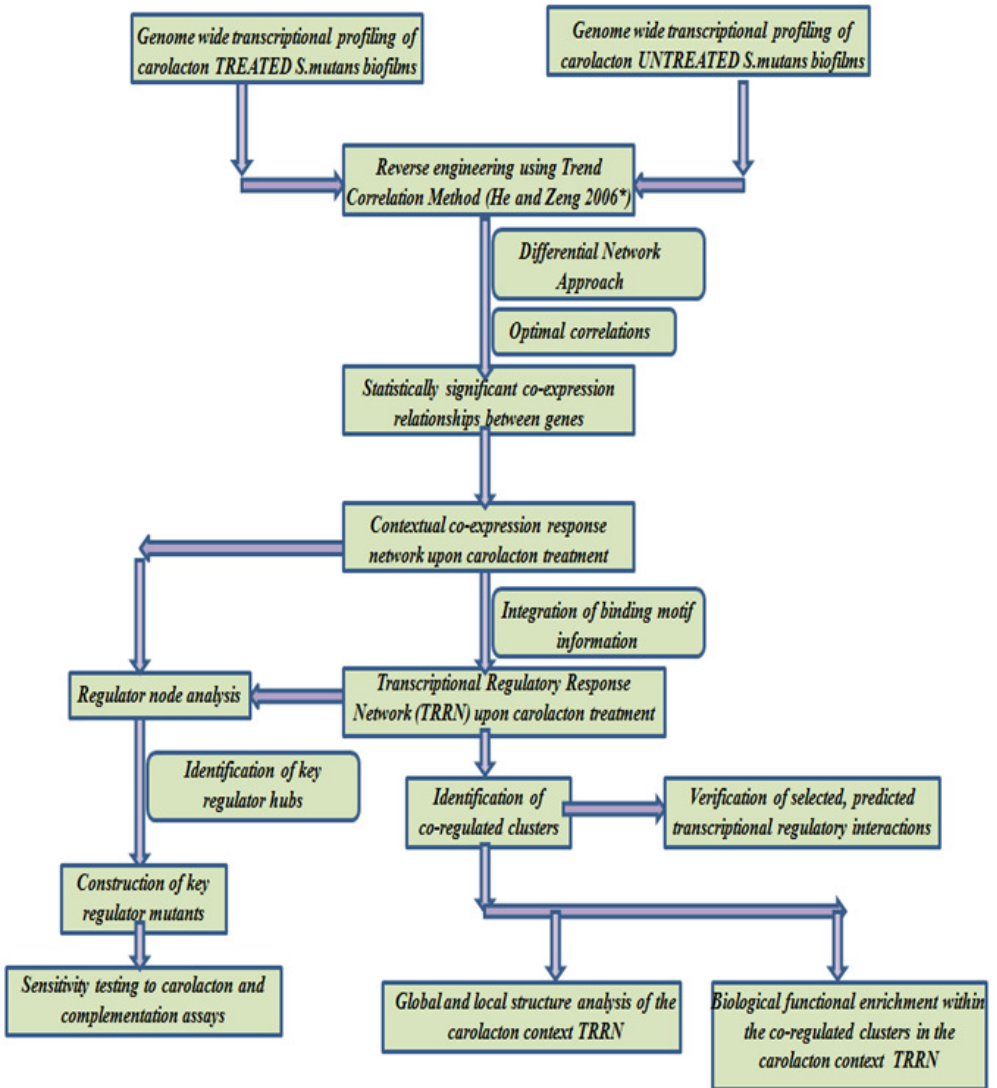 Genome wide transcriptional profiling of
carolacton TREATED S.mutans biofilms
Genome wide transcriptional profiling of
carolacton UNTREATED S.mutans biofilms
Reverse engineering using Trend
Correlation Method (He and Zeng 2006*)
Differential Network
Approach
Optimal correlations
Statistically significant co-expression
relationships between genes
Contextual co-expression response
network upon carolacton treatment
Integration of binding motif
information
Regulator node analysis
Transcriptional Regulatory Response
Network (TRRN) upon carolacton treatment
Identification of key
regulator hubs
Identification of
co-regulated clusters
Verification of selected, predicted
transcriptional regulatory interactions
Construction of key
regulator mutants
Sensitivity testing to carolacton and
complementation assays
Global and local structure analysis of the
carolacton context TRRN
Biological functional enrichment within
the co-regulated clusters in the
carolacton context TRRN